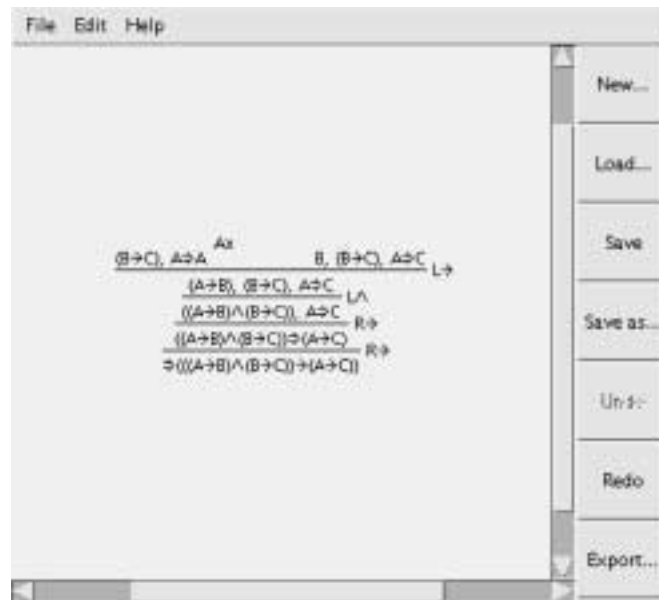 File Edit Help
New...
Load...
Save
Save as...
Redo
Export...
Ax
(B→C), A⇒A B, (B→C), A⇒C L→
(A→B), (B→C), A⇒C L∧
((A→B)∧(B→C)), A⇒C R→
((A→B)∧(B→C))⇒(A→C) R→
⇒(((A→B)∧(B→C))→(A→C))